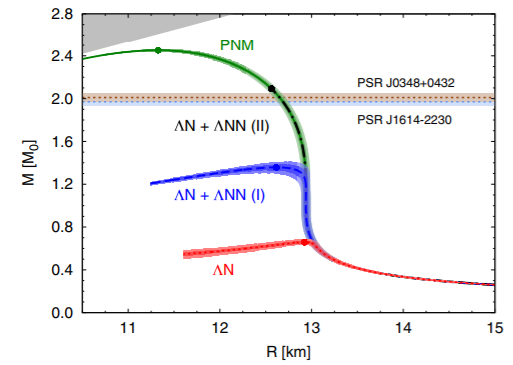 2.8
2.4
2.0
1.6
1.2
0.8
0.4
0.0
M [M₀]
PNM
PSR J0348+0432
PSR J1614-2230
ΛN + ΛNN (II)
ΛN + ΛNN (I)
ΛN
11
12
13
14
15
R [km]